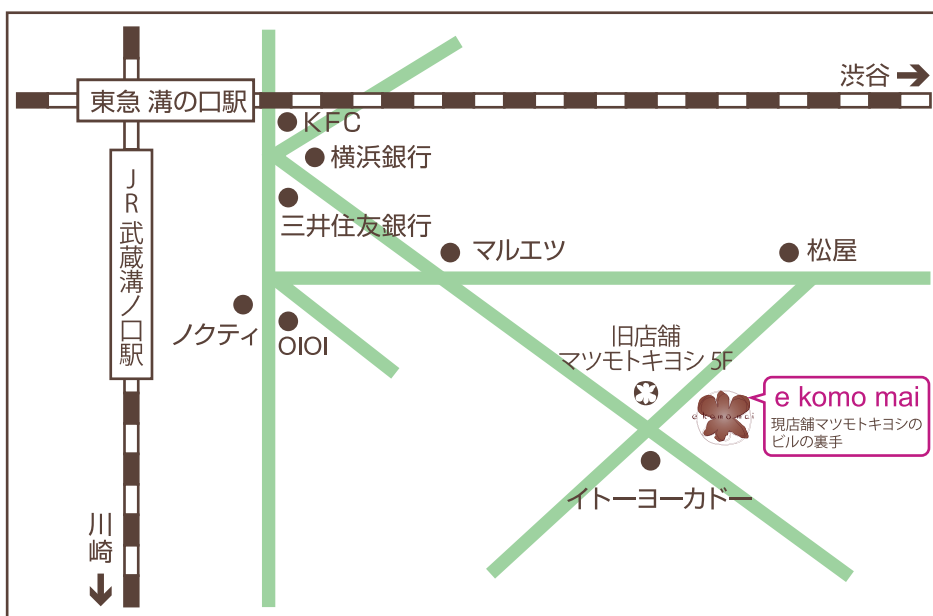 渋谷
東急 溝の口駅
KFC
横浜銀行
JR 武蔵溝ノ口駅
三井住友銀行
マルエツ
松屋
ノクティ
OIOI
旧店舗
マツモトキヨシ 5F
e komo mai
現店舗マツモトキヨシの
ビルの裏手
e komo mai
イトーヨーカドー
川崎